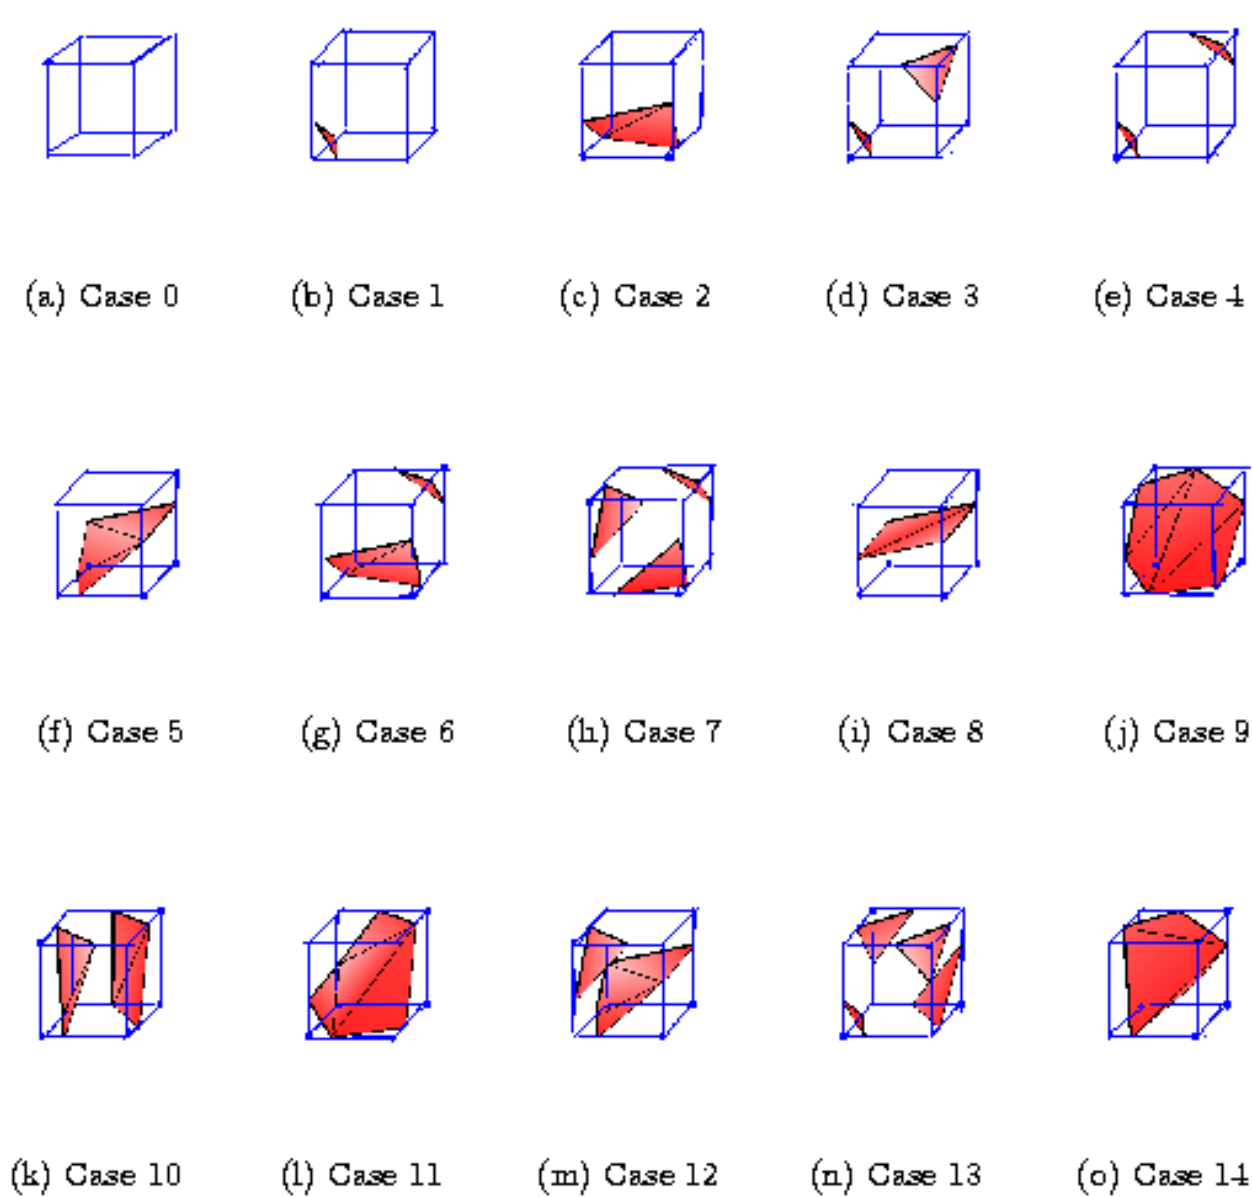 (a) Case 0 (b) Case 1 (c) Case 2 (d) Case 3 (e) Case 4
(f) Case 5 (g) Case 6 (h) Case 7 (i) Case 8 (j) Case 9
(k) Case 10 (l) Case 11 (m) Case 12 (n) Case 13 (o) Case 14